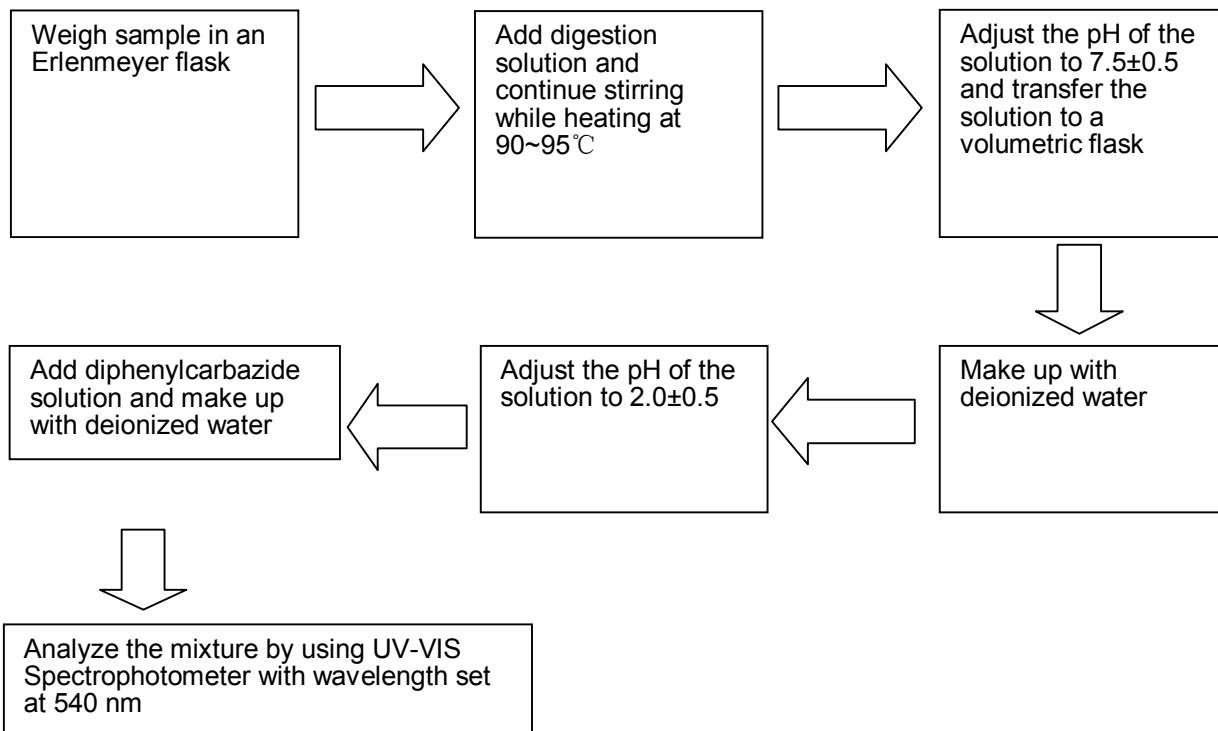 Weigh sample in an
Erlenmeyer flask
Add digestion
solution and
continue stirring
while heating at
90~95℃
Adjust the pH of the
solution to 7.5±0.5
and transfer the
solution to a
volumetric flask
Make up with
deionized water
Adjust the pH of the
solution to 2.0±0.5
Add diphenylcarbazide
solution and make up
with deionized water
Analyze the mixture by using UV-VIS
Spectrophotometer with wavelength set
at 540 nm